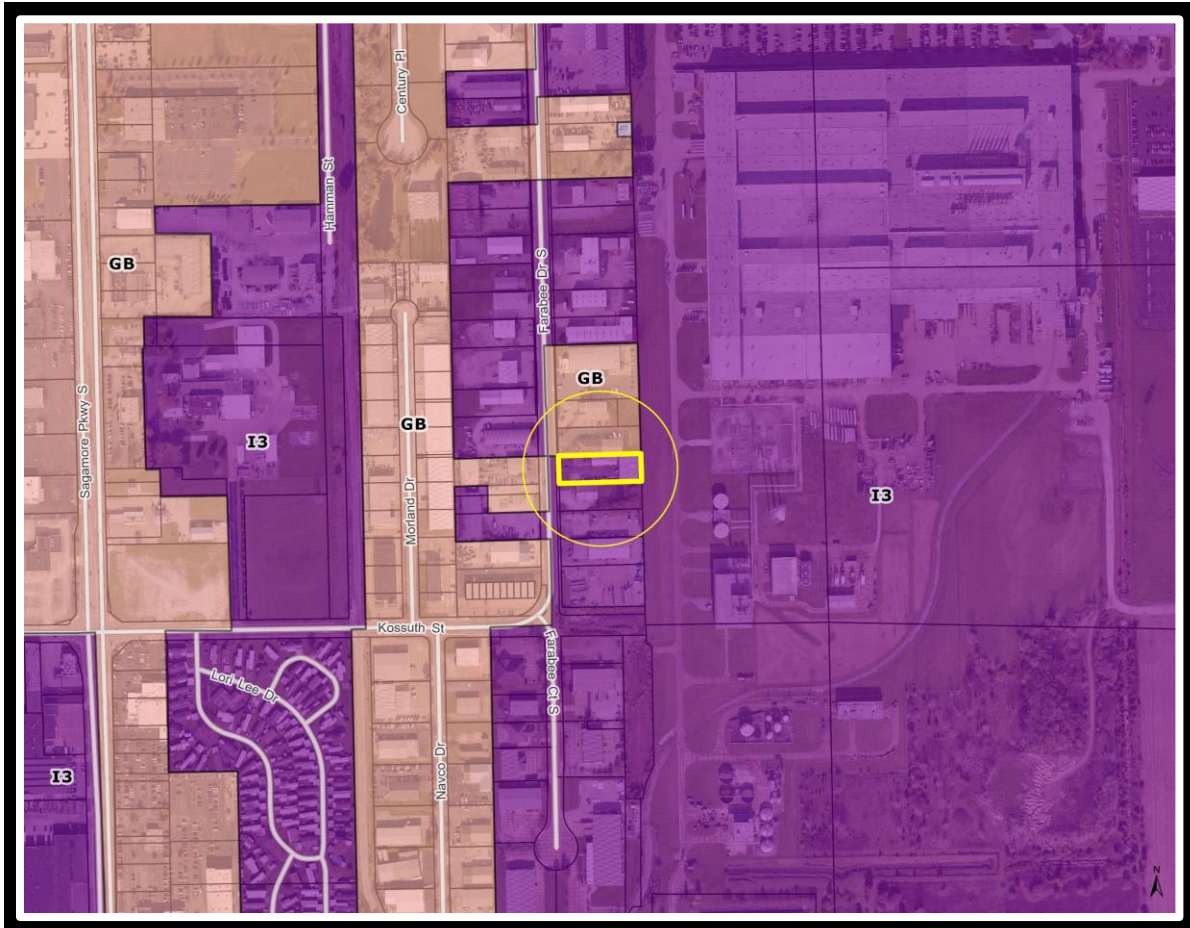 Century Pl
Hamman St
GB
Farabee Dr S
GB
Sagamore Pkwy S
GB
I3
Morland Dr
I3
Kossuth St
Farabee Ct S
Lori Lee Dr
Navco Dr
I3
N